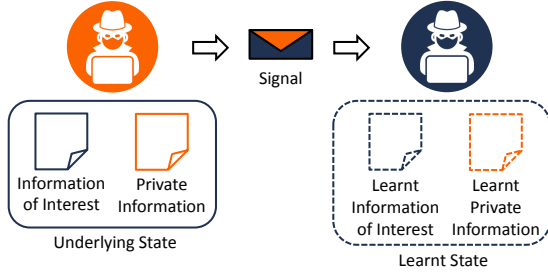 Signal
Information
of Interest
Private
Information
Underlying State
Learnt
Information
of Interest
Learnt
Private
Information
Learnt State